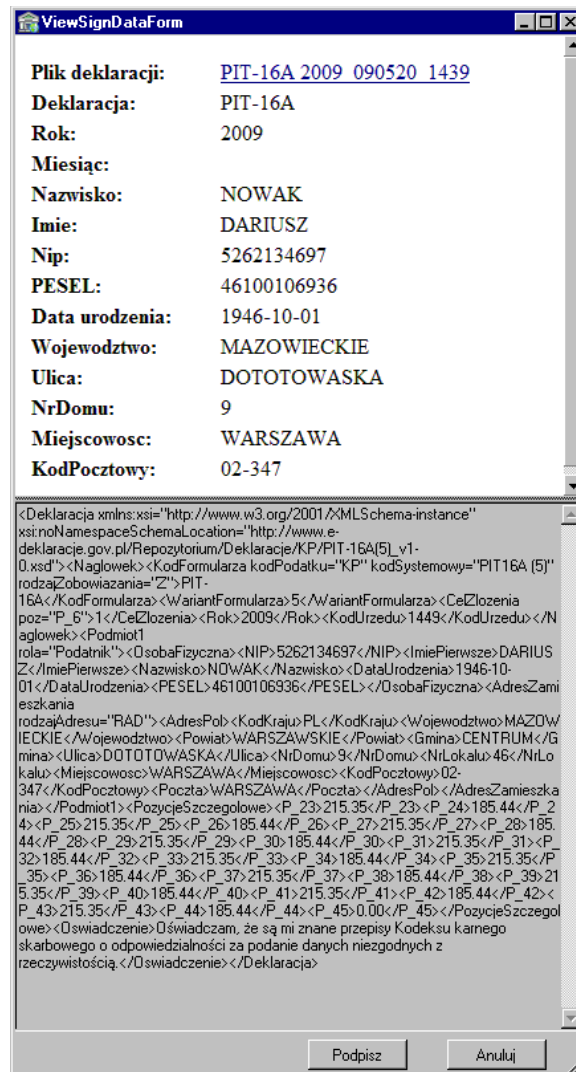 ViewSignDataForm
Plik deklaracji: PIT-16A 2009_090520_1439
Deklaracja: PIT-16A
Rok: 2009
Miesiąc:
Nazwisko: NOWAK
Imie: DARIUSZ
Nip: 5262134697
PESEL: 46100106936
Data urodzenia: 1946-10-01
Wojewodztwo: MAZOWIECKIE
Ulica: DOTOTOWASKA
NrDomu: 9
Miejscowosc: WARSZAWA
KodPocztowy: 02-347
<Deklaracja xmlns:xsi="http://www.w3.org/2001/XMLSchema-instance"
xsi:noNamespaceSchemaLocation="http://www.e-
deklaracje.gov.pl/Repozytorium/Deklaracje/KP/PIT-16A(5)_v1-
0.xsd"><Naglowek><KodFormularza kodPodatku="KP" kodSystemowy="PIT16A (5)"
rodzajZobowiazania="Z">PIT-
16A</KodFormularza><WariantFormularza>5</WariantFormularza><CelZlozenia
poz="P_6">1</CelZlozenia><Rok>2009</Rok><KodUrzedu>1449</KodUrzedu></N
aglowek><Podmiot1
rola="Podatnik"><OsobaFizyczna><NIP>5262134697</NIP><ImiePierwsze>DARIUS
Z</ImiePierwsze><Nazwisko>NOWAK</Nazwisko><DataUrodzenia>1946-10-
01</DataUrodzenia><PESEL>46100106936</PESEL></OsobaFizyczna><AdresZami
eszkania
rodzajAdresu="RAD"><AdresPol><KodKraju>PL</KodKraju><Wojewodztwo>MAZOW
IECKIE</Wojewodztwo><Powiat>WARSZAWSKIE</Powiat><Gmina>CENTRUM</G
mina><Ulica>DOTOTOWASKA</Ulica><NrDomu>9</NrDomu><NrLokalu>46</NrLo
kalu><Miejscowosc>WARSZAWA</Miejscowosc><KodPocztowy>02-
347</KodPocztowy><Poczta>WARSZAWA</Poczta></AdresPol></AdresZamieszka
nia></Podmiot1><PozycjeSzczegolowe><P_23>215.35</P_23><P_24>185.44</P_2
4><P_25>215.35</P_25><P_26>185.44</P_26><P_27>215.35</P_27><P_28>185.
44</P_28><P_29>215.35</P_29><P_30>185.44</P_30><P_31>215.35</P_31><P_
32>185.44</P_32><P_33>215.35</P_33><P_34>185.44</P_34><P_35>215.35</P
_35><P_36>185.44</P_36><P_37>215.35</P_37><P_38>185.44</P_38><P_39>21
5.35</P_39><P_40>185.44</P_40><P_41>215.35</P_41><P_42>185.44</P_42><
P_43>215.35</P_43><P_44>185.44</P_44><P_45>0.00</P_45></PozycjeSzczegol
owe><Oswiadczenie>Oświadczam, że są mi znane przepisy Kodeksu karnego
skarbowego o odpowiedzialności za podanie danych niezgodnych z
rzeczywistością.</Oswiadczenie></Deklaracja>
Podpisz Anuluj